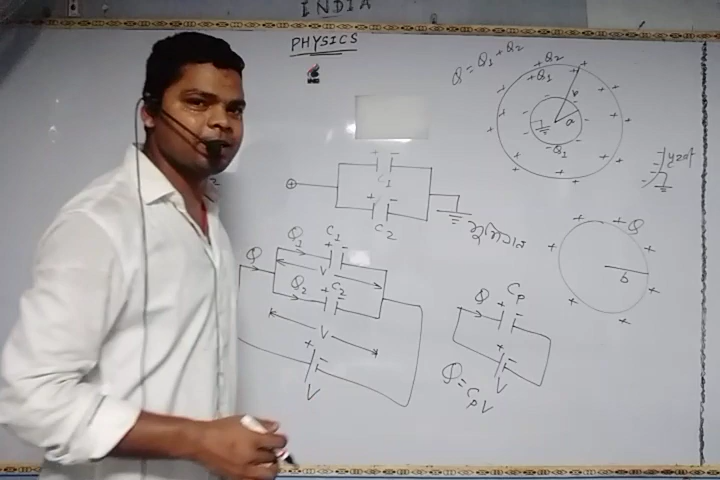 INDIA
PHYSICS
Q = Q1 + Q2
+Q2
+Q1
b
a
-Q1
C1
C2
Q
Q1
C1
V
Q2
C2
V
V
Q
b
Q
Cp
V
Q = CpV